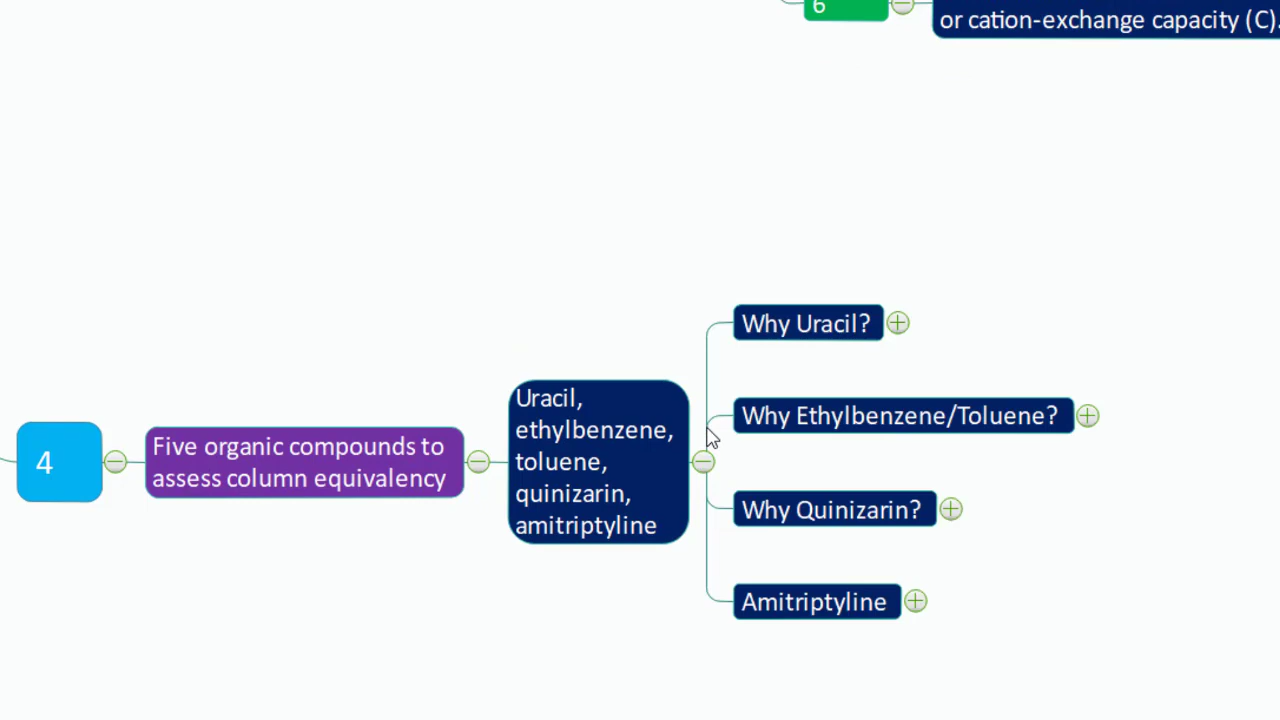 6
or cation-exchange capacity (C).
Why Uracil?
Uracil,
ethylbenzene,
toluene,
quinizarin,
amitriptyline
Why Ethylbenzene/Toluene?
4
Five organic compounds to
assess column equivalency
Why Quinizarin?
Amitriptyline